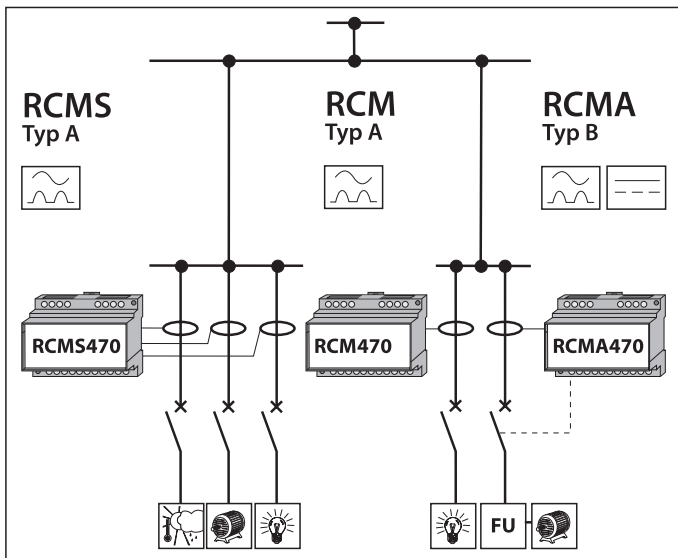 RCMS
Typ A
RCM
Typ A
RCMA
Typ B
RCMS470
RCM470
RCMA470
FU